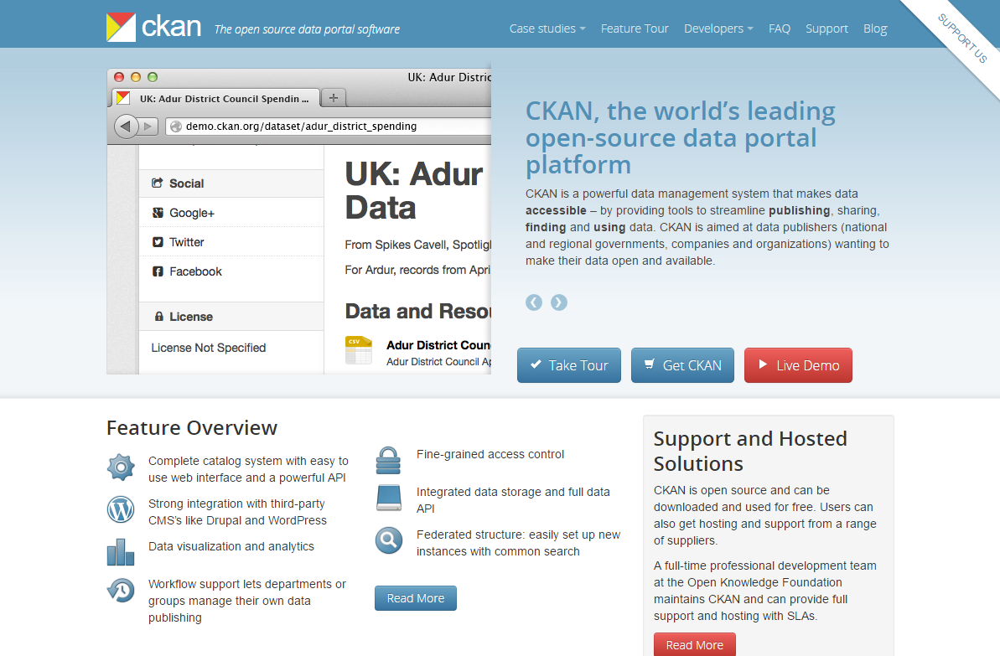 ckan The open source data portal software
Case studies Feature Tour Developers FAQ Support Blog
SUPPORT US
UK: Adur Distric
UK: Adur District Council Spendin ...
demo.ckan.org/dataset/adur_district_spending
Social
Google+
Twitter
Facebook
License
License Not Specified
UK: Adur
Data
From Spikes Cavell, Spotligh
For Ardur, records from Apri
Data and Resou
CSV
Adur District Coun
Adur District Council Ap
CKAN, the world’s leading
open-source data portal
platform
CKAN is a powerful data management system that makes data
accessible – by providing tools to streamline publishing, sharing,
finding and using data. CKAN is aimed at data publishers (national
and regional governments, companies and organizations) wanting to
make their data open and available.
Take Tour Get CKAN Live Demo
Feature Overview
Complete catalog system with easy to
use web interface and a powerful API
Strong integration with third-party
CMS’s like Drupal and WordPress
Data visualization and analytics
Workflow support lets departments or
groups manage their own data
publishing
Fine-grained access control
Integrated data storage and full data
API
Federated structure: easily set up new
instances with common search
Read More
Support and Hosted
Solutions
CKAN is open source and can be
downloaded and used for free. Users can
also get hosting and support from a range
of suppliers.
A full-time professional development team
at the Open Knowledge Foundation
maintains CKAN and can provide full
support and hosting with SLAs.
Read More